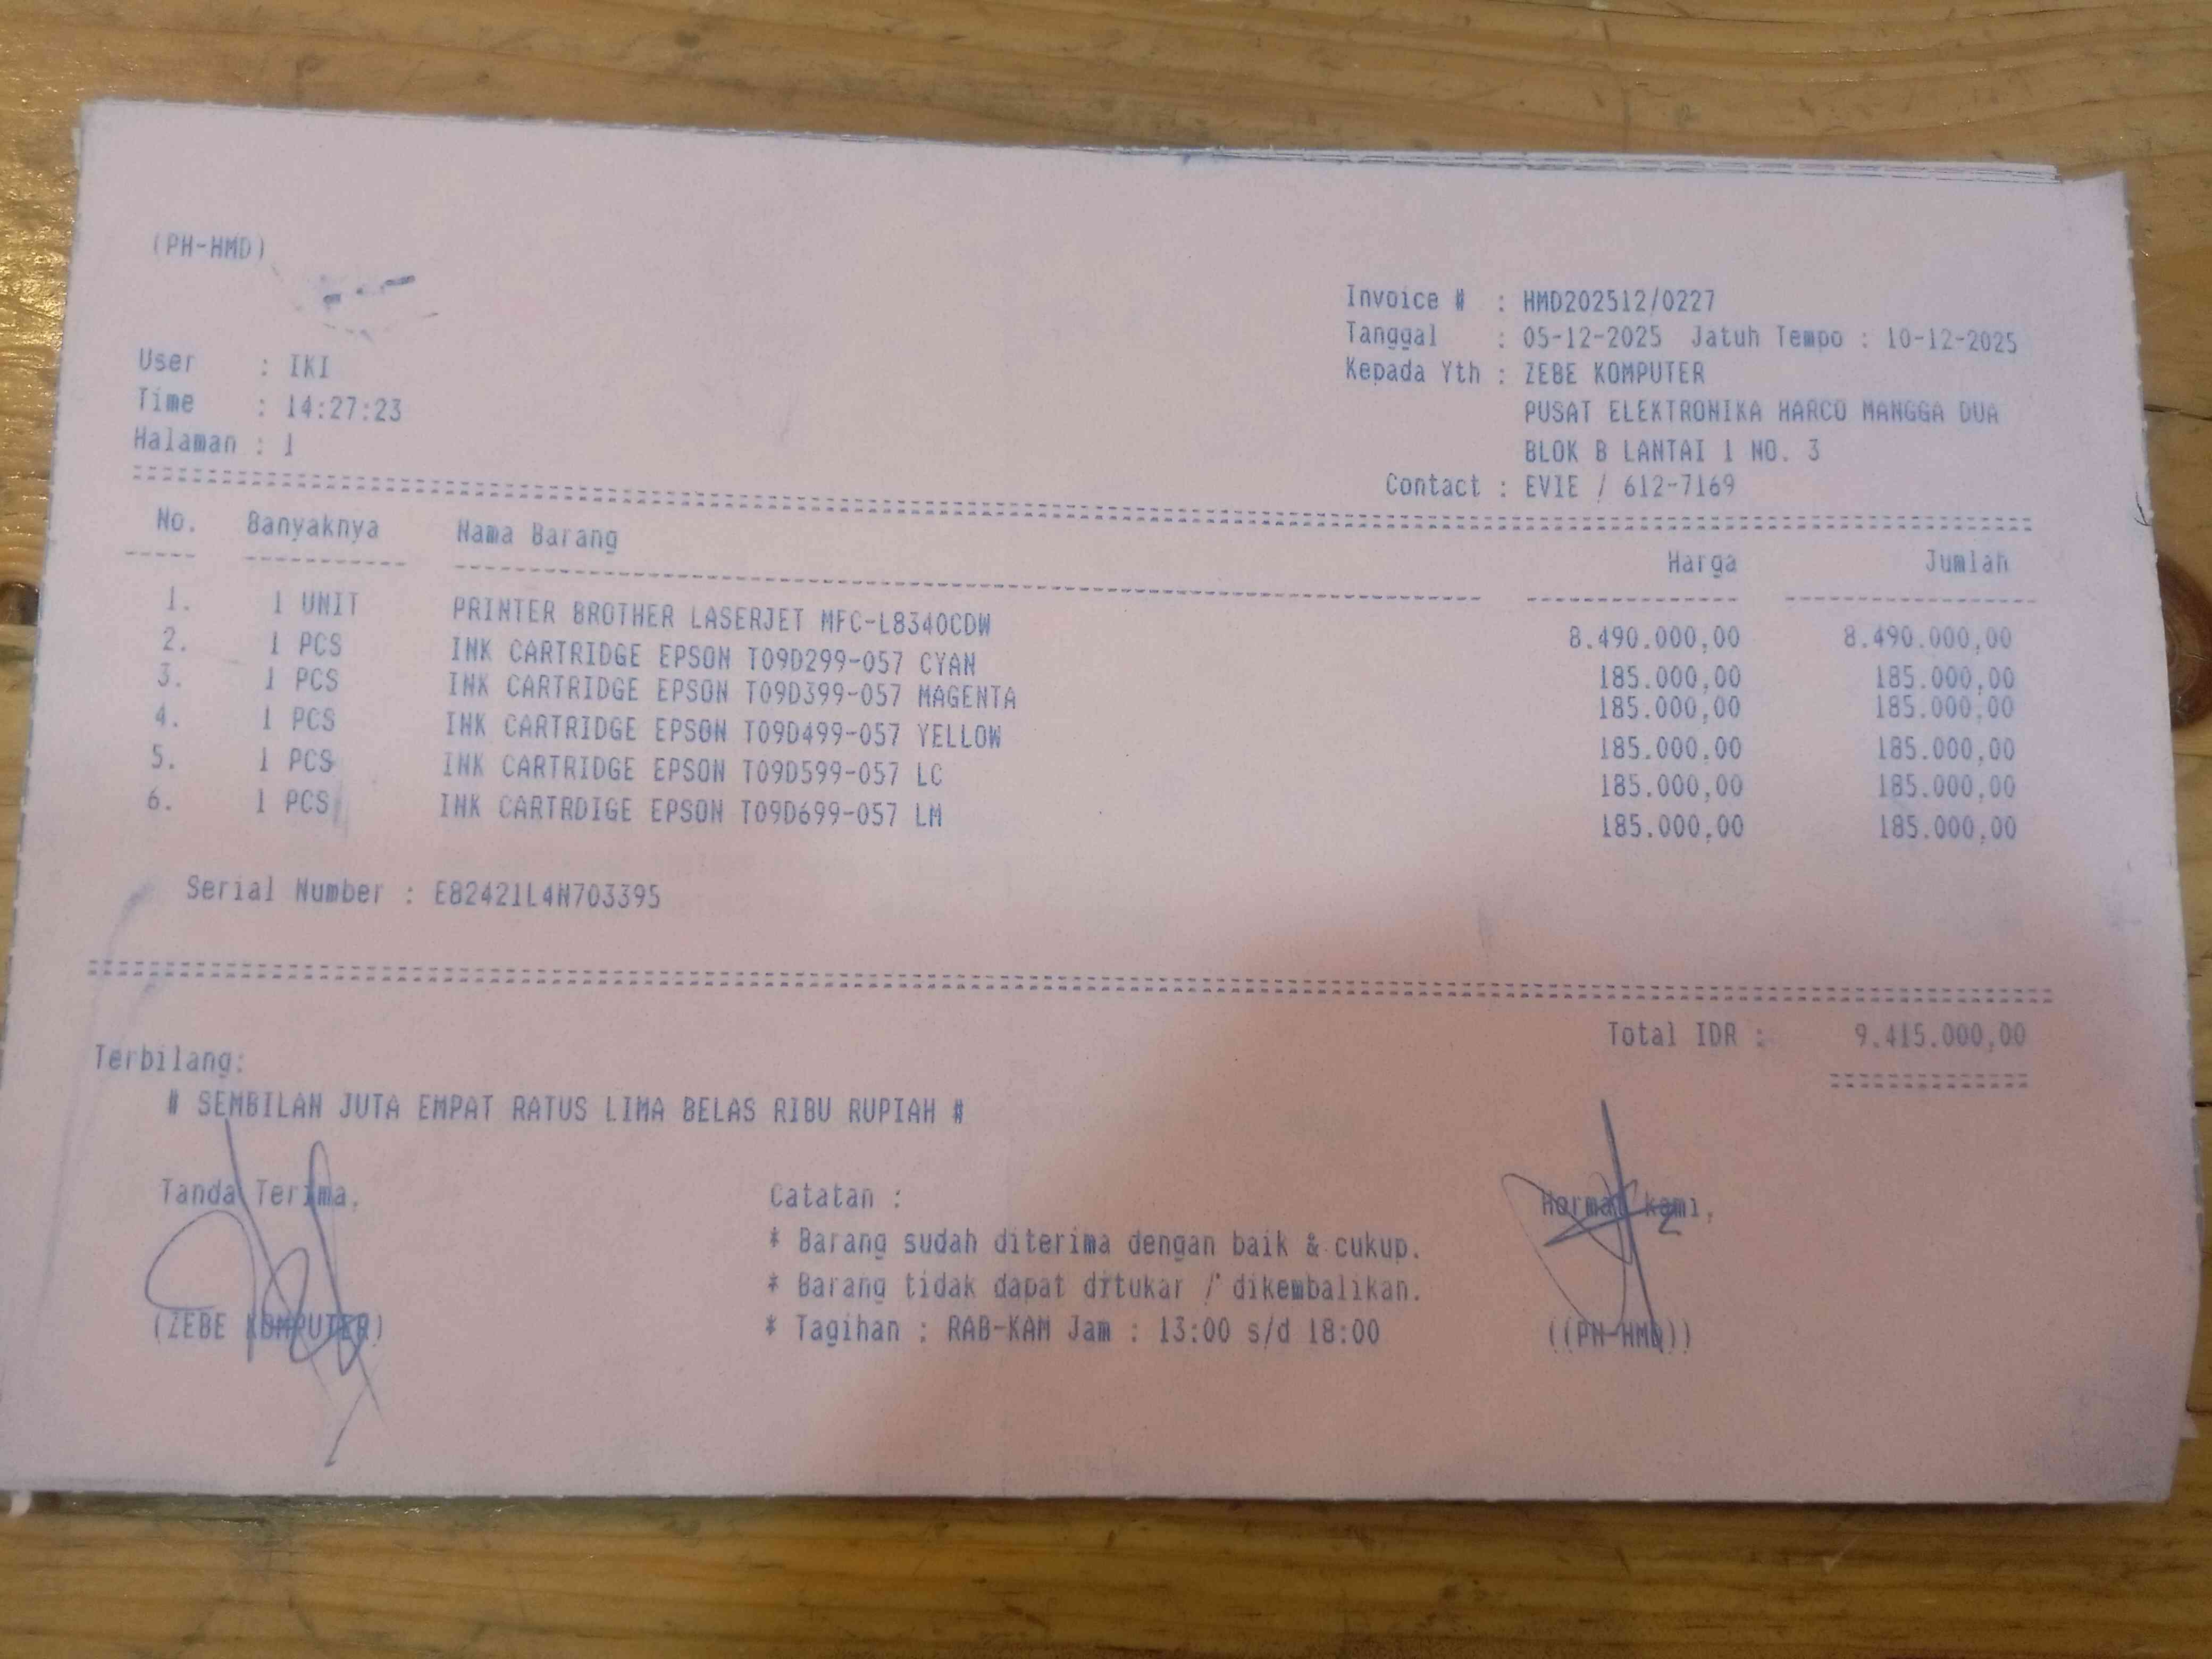 (PH-HMD)
Invoice # : HMD202512/0227
Tanggal : 05-12-2025 Jatuh Tempo : 10-12-2025
Kepada Yth : ZEBE KOMPUTER
PUSAT ELEKTRONIKA HARCO MANGGA DUA
BLOK B LANTAI 1 NO. 3
Contact : EVIE / 612-7169
User : IKI
Time : 14:27:23
Halaman : 1
No. Banyaknya Nama Barang Harga Jumlah
1. 1 UNIT PRINTER BROTHER LASERJET MFC-L8340CDW 8.490.000,00 8.490.000,00
2. 1 PCS INK CARTRIDGE EPSON T09D299-057 CYAN 185.000,00 185.000,00
3. 1 PCS INK CARTRIDGE EPSON T09D399-057 MAGENTA 185.000,00 185.000,00
4. 1 PCS INK CARTRIDGE EPSON T09D499-057 YELLOW 185.000,00 185.000,00
5. 1 PCS INK CARTRIDGE EPSON T09D599-057 LC 185.000,00 185.000,00
6. 1 PCS INK CARTRDIGE EPSON T09D699-057 LM 185.000,00 185.000,00
Serial Number : E82421L4N703395
Total IDR : 9.415.000,00
Terbilang:
# SEMBILAN JUTA EMPAT RATUS LIMA BELAS RIBU RUPIAH #
Tanda Terima,
(ZEBE KOMPUTER)
Catatan :
* Barang sudah diterima dengan baik & cukup.
* Barang tidak dapat ditukar / dikembalikan.
* Tagihan : RAB-KAM Jam : 13:00 s/d 18:00
Hormat kami,
((PH-HMD))